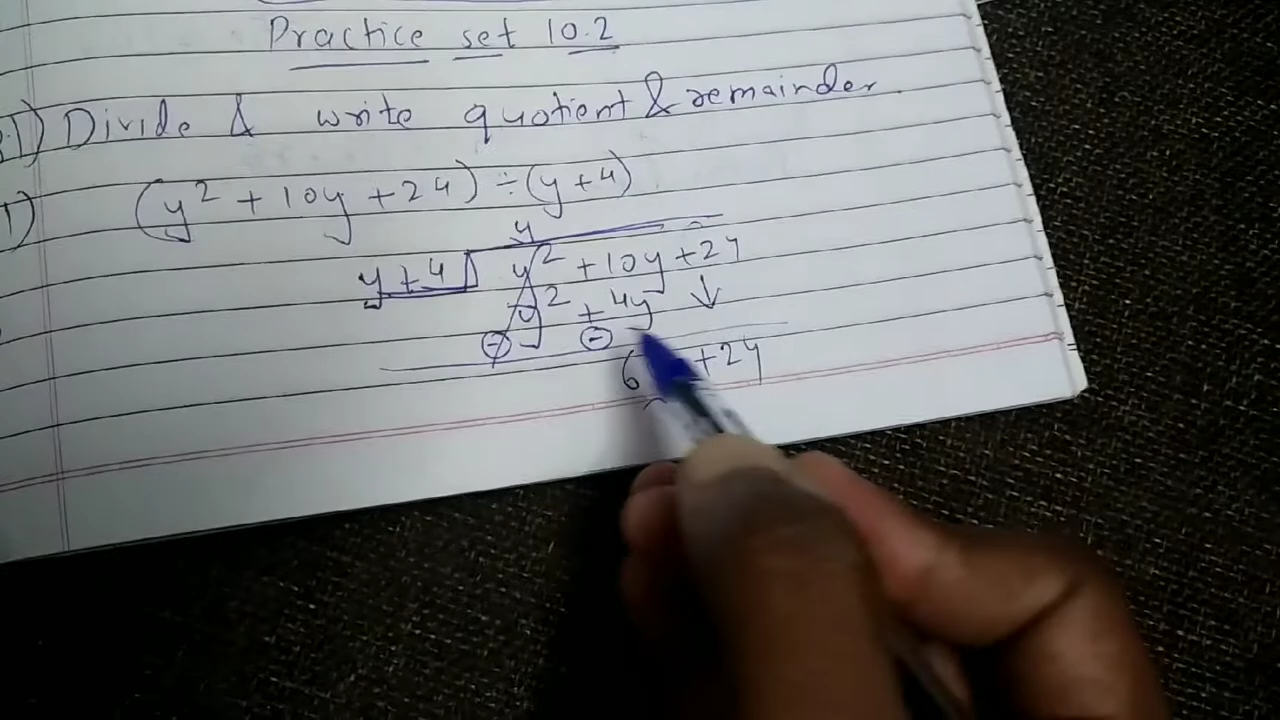 Practice set 10.2
Q.1) Divide & write quotient & remainder.
1) (y² + 10y + 24) ÷ (y + 4)
y
y + 4 y² + 10y + 24
y² + 4y ↓
⊖ ⊖
6 + 24